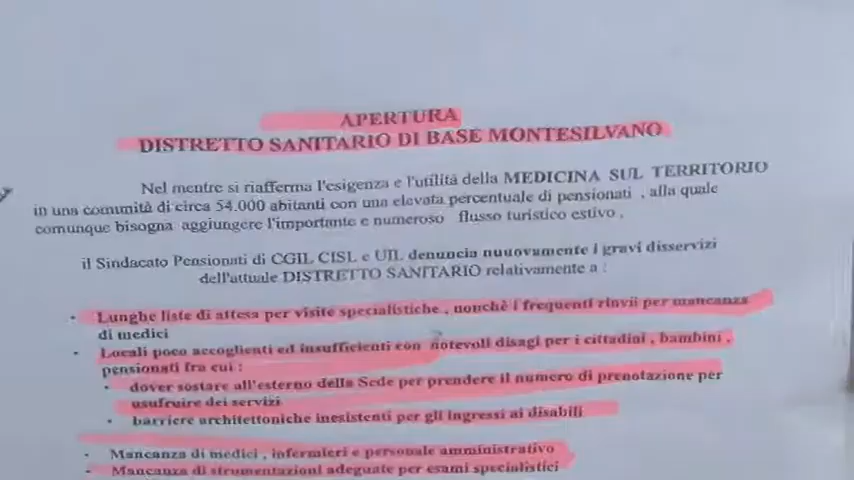 APERTURA
DISTRETTO SANITARIO DI BASE MONTESILVANO
Nel mentre si riafferma l'esigenza e l'utilità della MEDICINA SUL TERRITORIO
in una comunità di circa 54.000 abitanti con una elevata percentuale di pensionati , alla quale
comunque bisogna aggiungere l'importante e numeroso flusso turistico estivo ,
il Sindacato Pensionati di CGIL CISL e UIL denuncia nuuovamente i gravi disservizi
dell'attuale DISTRETTO SANITARIO relativamente a :
• Lunghe liste di attesa per visite specialistiche , nonchè i frequenti rinvii per mancanza
di medici
• Locali poco accoglienti ed insufficienti con notevoli disagi per i cittadini , bambini ,
pensionati fra cui :
• dover sostare all'esterno della Sede per prendere il numero di prenotazione per
usufruire dei servizi
• barriere architettoniche inesistenti per gli ingressi ai disabili
• Mancanza di medici , infermieri e personale amministrativo
• Mancanza di strumentazioni adeguate per esami specialistici